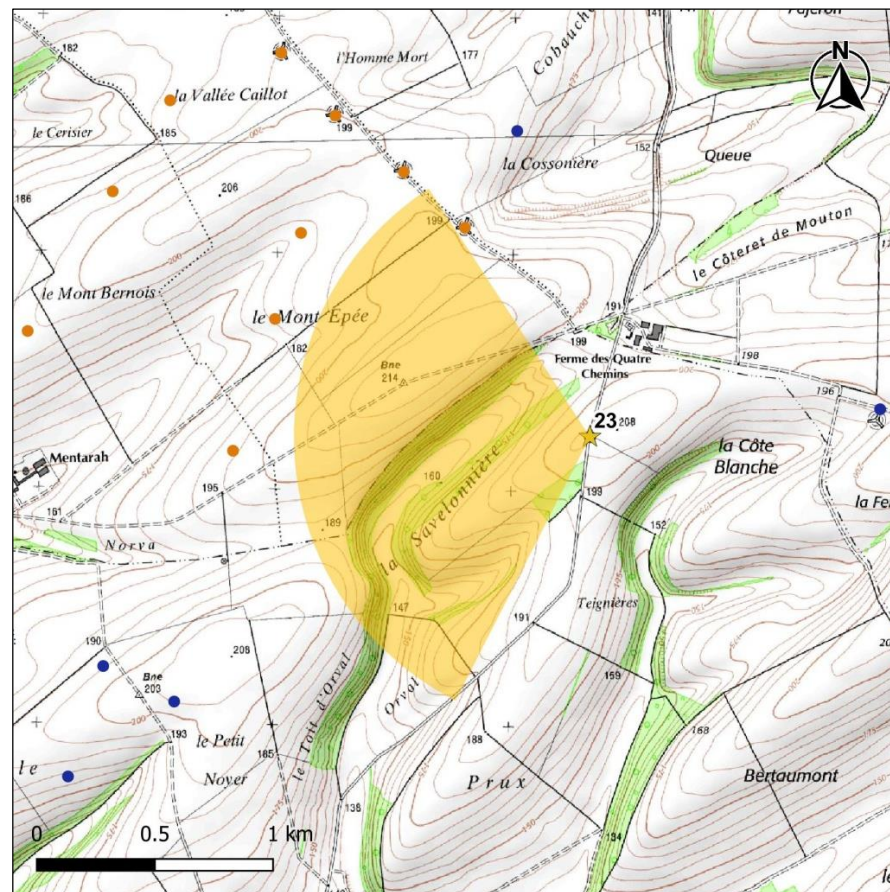 182
la Vallée Caillot
l'Homme Mort
177
Cobauche
141
N
199
le Cerisier
185
la Cossonière
152
Queue
150
186
206
200
199
le Côteret de Mouton
le Mont Bernois
le Mont Épée
182
191
199
Ferme des Quatre
Chemins
198
Bne
214
196
23
208
la Côte
Blanche
Mentarah
160
195
161
199
la Fe
189
la Savelonnière
152
Norva
147
Teignières
191
190
208
Bne
203
159
le Toit d'Orval
Orval
193
le Petit
Noyer
le
185
188
168
Prux
Bertaumont
138
134
0
0.5
1 km